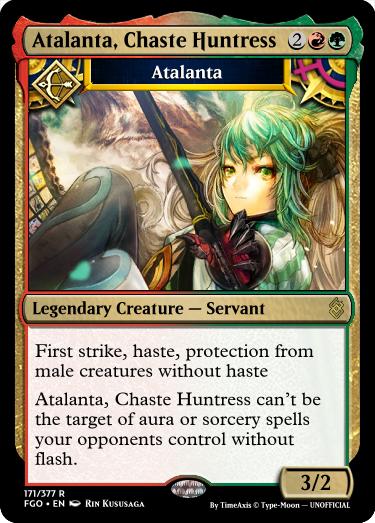 Atalanta, Chaste Huntress 2
Atalanta
Legendary Creature — Servant
First strike, haste, protection from
male creatures without haste
Atalanta, Chaste Huntress can't be
the target of aura or sorcery spells
your opponents control without
flash.
3/2
171/377 R
FGO • EN Rin Kususaga
By TimeAxis © Type-Moon — UNOFFICIAL